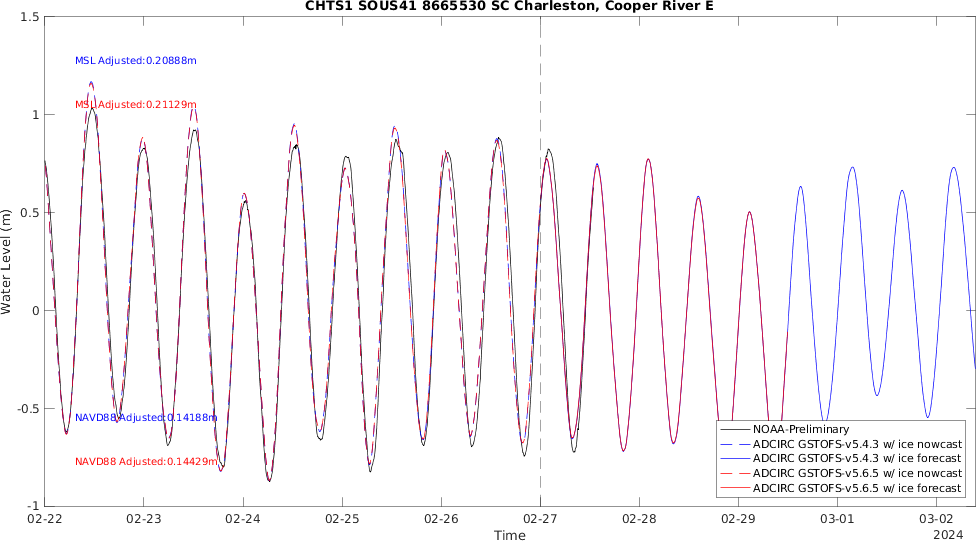 CHTS1 SOUS41 8665530 SC Charleston, Cooper River E
1.5
MSL Adjusted:0.20888m
1
MSL Adjusted:0.21129m
0.5
Water Level (m)
0
-0.5
NAVD88 Adjusted:0.14188m
NAVD88 Adjusted:0.14429m
-1
NOAA-Preliminary
ADCIRC GSTOFS-v5.4.3 w/ ice nowcast
ADCIRC GSTOFS-v5.4.3 w/ ice forecast
ADCIRC GSTOFS-v5.6.5 w/ ice nowcast
ADCIRC GSTOFS-v5.6.5 w/ ice forecast
02-22 02-23 02-24 02-25 02-26 02-27 02-28 02-29 03-01 03-02
Time
2024